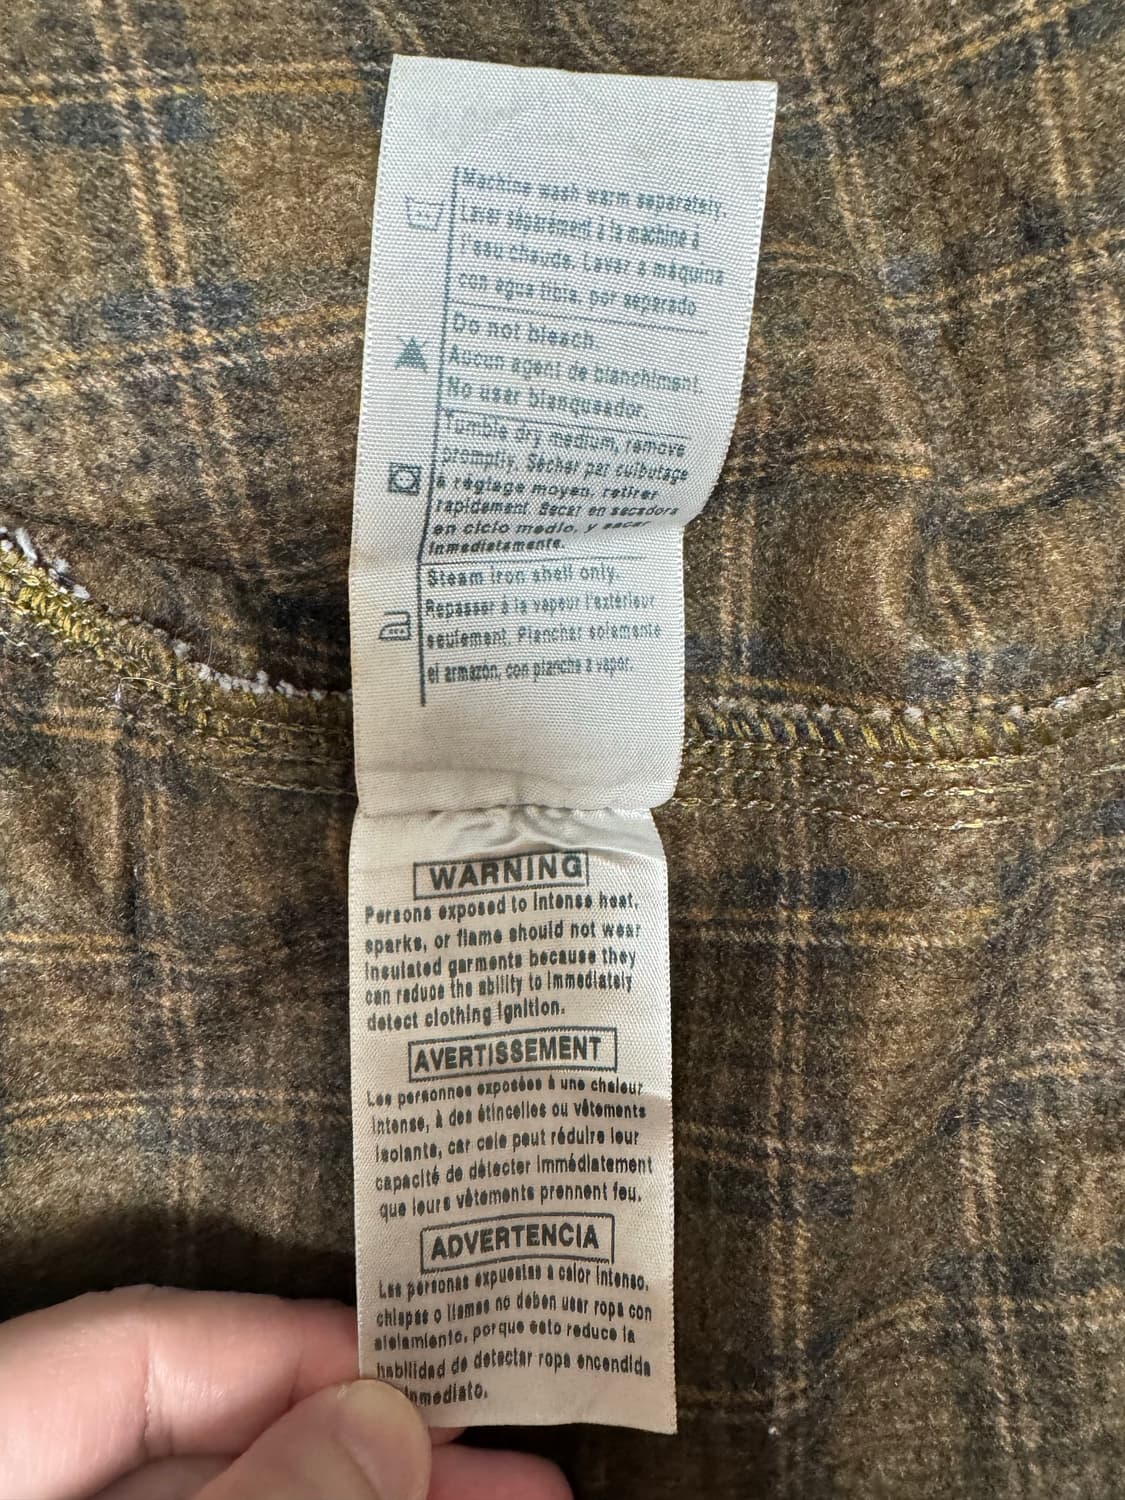 Machine wash warm separately.
Laver séparément à la machine à
l'eau chaude. Lavar a máquina
con agua tibia, por separado
Do not bleach.
Aucun agent de blanchiment.
No usar blanqueador.
Tumble dry medium, remove
promptly. Sécher par culbutage
à réglage moyen, retirer
rapidement. Secar en secadora
en ciclo medio, y sacar
inmediatamente.
Steam iron shell only.
Repasser à la vapeur l'extérieur
seulement. Planchar solamente
el armazón, con plancha a vapor.
WARNING
Persons exposed to intense heat,
sparks, or flame should not wear
insulated garments because they
can reduce the ability to immediately
detect clothing ignition.
AVERTISSEMENT
Les personnes exposées à une chaleur
intense, à des étincelles ou vêtements
isolants, car cele peut réduire leur
capacité de détecter immédiatement
que leurs vêtements prennent feu.
ADVERTENCIA
Las personas expuestas a calor intenso,
chispas o llamas no deben usar ropa con
aislamiento, porque esto reduce la
habilidad de detectar ropa encendida
inmediato.